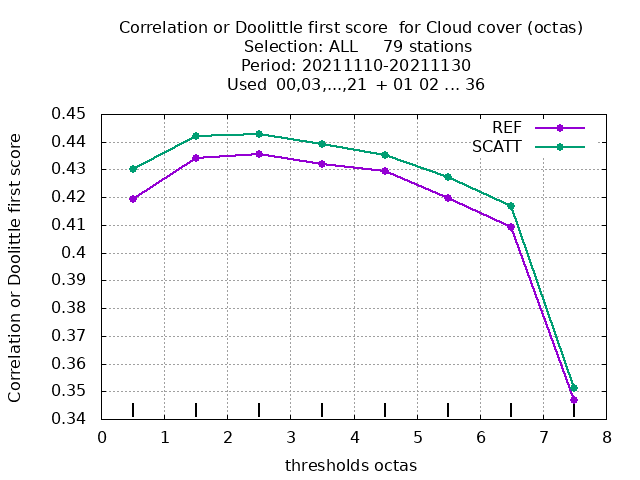 Correlation or Doolittle first score  for Cloud cover (octas)
Selection: ALL     79 stations
Period: 20211110-20211130
Used  00,03,...,21  + 01 02 ... 36
Correlation or Doolittle first score
0.45
0.44
0.43
0.42
0.41
0.4
0.39
0.38
0.37
0.36
0.35
0.34
REF
SCATT
0 1 2 3 4 5 6 7 8
thresholds octas